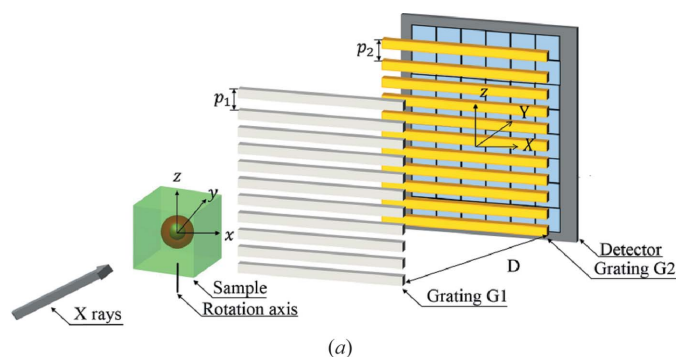 p₂
z
Y
X
p₁
z
y
x
Detector
D
Grating G2
Sample
Grating G1
Rotation axis
X rays
(a)